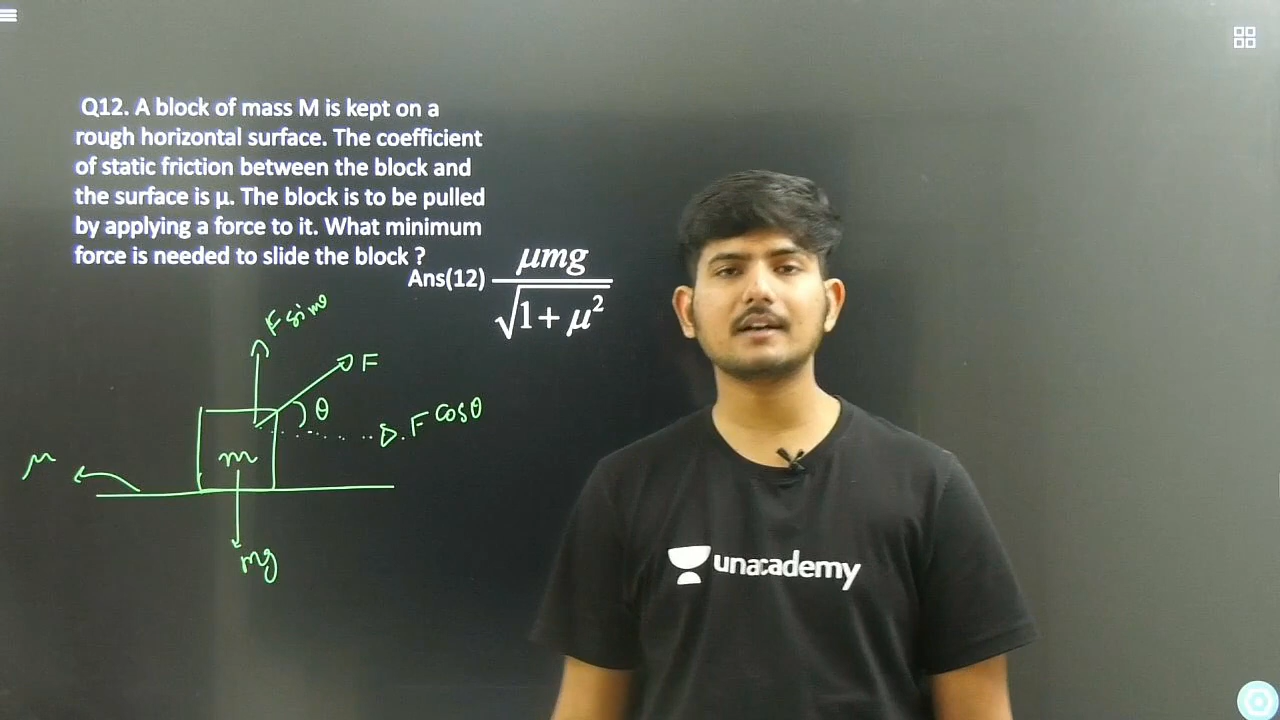 Q12. A block of mass M is kept on a
rough horizontal surface. The coefficient
of static friction between the block and
the surface is μ. The block is to be pulled
by applying a force to it. What minimum
force is needed to slide the block ?
Ans(12) μmg / √1 + μ²
F sinθ
F
θ
F cosθ
m
μ
mg
unacademy